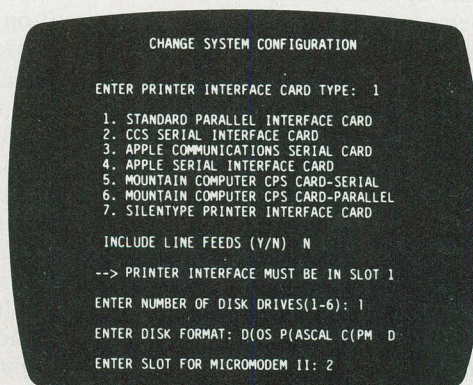 CHANGE SYSTEM CONFIGURATION
ENTER PRINTER INTERFACE CARD TYPE: 1
1. STANDARD PARALLEL INTERFACE CARD
2. CCS SERIAL INTERFACE CARD
3. APPLE COMMUNICATIONS SERIAL CARD
4. APPLE SERIAL INTERFACE CARD
5. MOUNTAIN COMPUTER CPS CARD-SERIAL
6. MOUNTAIN COMPUTER CPS CARD-PARALLEL
7. SILENTYPE PRINTER INTERFACE CARD
INCLUDE LINE FEEDS (Y/N) N
--> PRINTER INTERFACE MUST BE IN SLOT 1
ENTER NUMBER OF DISK DRIVES(1-6): 1
ENTER DISK FORMAT: D(OS P(ASCAL C(PM D
ENTER SLOT FOR MICROMODEM II: 2